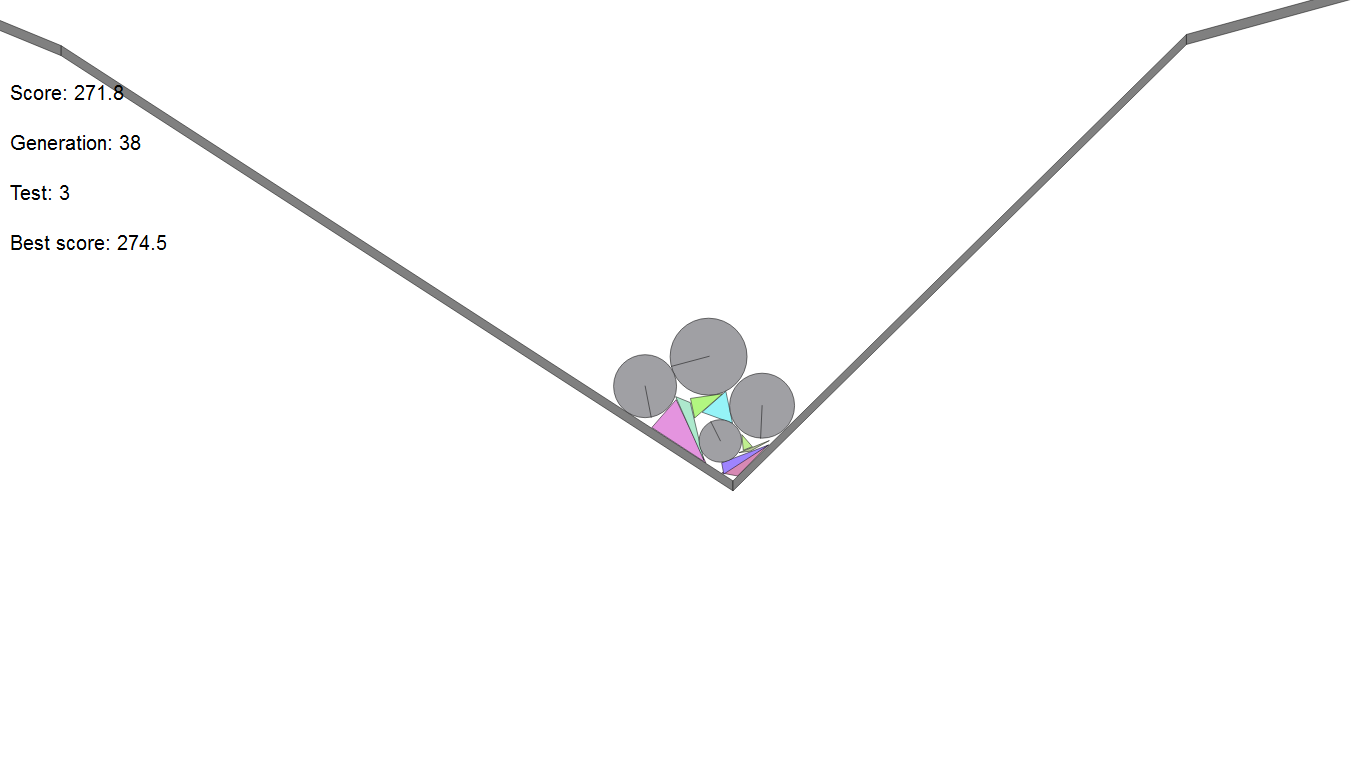 Score: 271.8
Generation: 38
Test: 3
Best score: 274.5